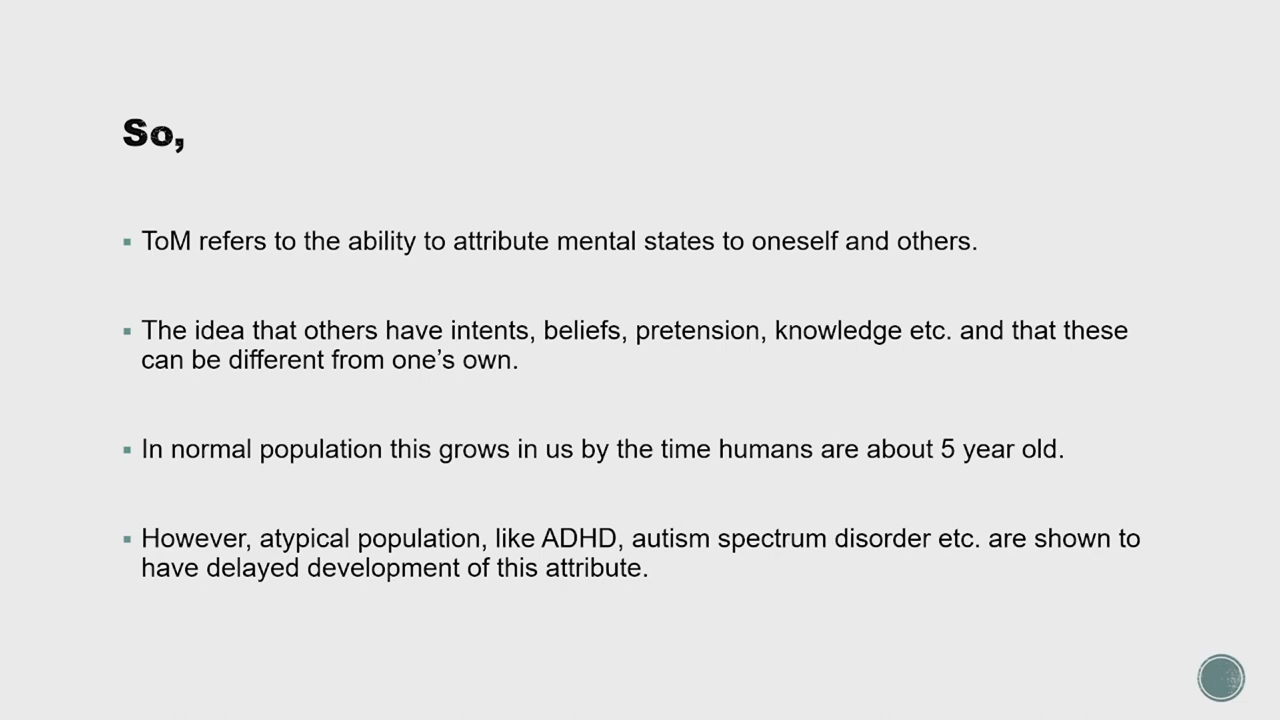 So,
▪ ToM refers to the ability to attribute mental states to oneself and others.
▪ The idea that others have intents, beliefs, pretension, knowledge etc. and that these
can be different from one’s own.
▪ In normal population this grows in us by the time humans are about 5 year old.
▪ However, atypical population, like ADHD, autism spectrum disorder etc. are shown to
have delayed development of this attribute.